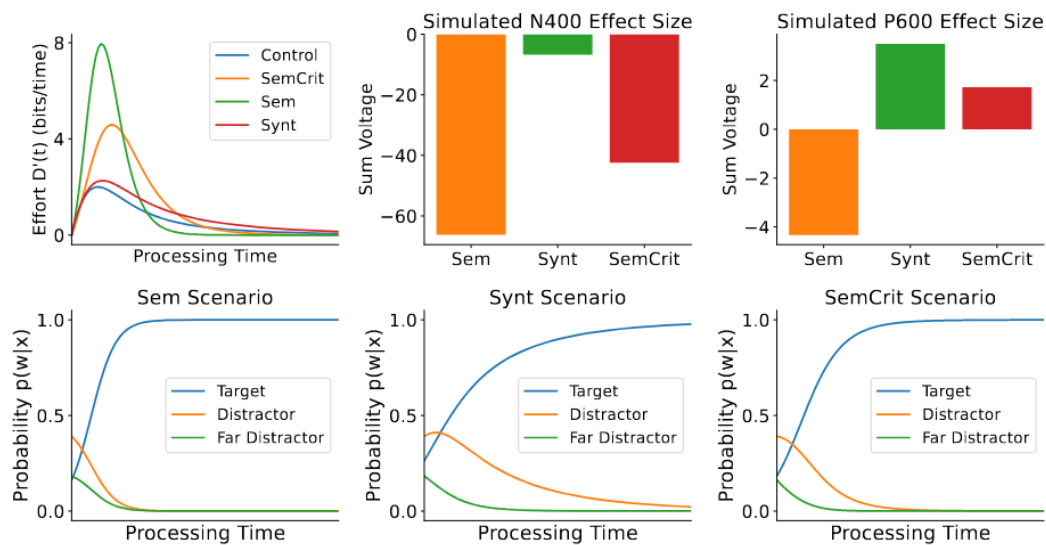 Effort D'(t) (bits/time)
8
4
0
Control
SemCrit
Sem
Synt
Processing Time
Simulated N400 Effect Size
Sum Voltage
0
−20
−40
−60
Sem Synt SemCrit
Simulated P600 Effect Size
Sum Voltage
2
0
−2
−4
Sem Synt SemCrit
Sem Scenario
Probability p(w|x)
1.0
0.5
0.0
Target
Distractor
Far Distractor
Processing Time
Synt Scenario
Probability p(w|x)
1.0
0.5
0.0
Target
Distractor
Far Distractor
Processing Time
SemCrit Scenario
Probability p(w|x)
1.0
0.5
0.0
Target
Distractor
Far Distractor
Processing Time